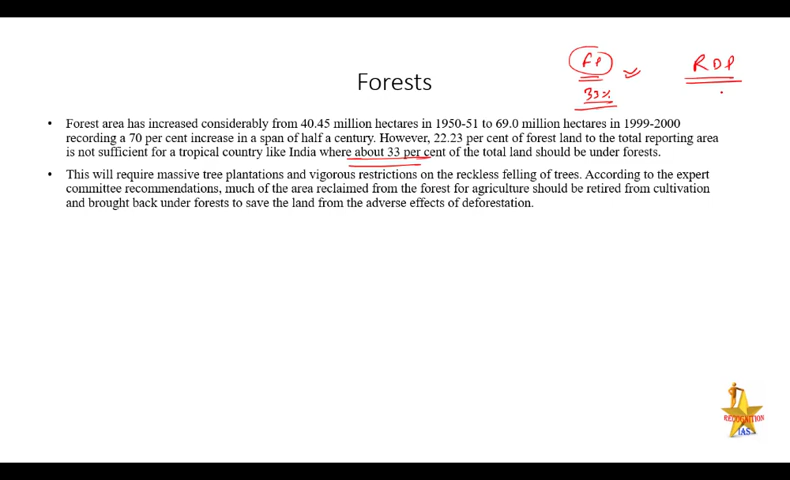 FP
33%
RDP
Forests
• Forest area has increased considerably from 40.45 million hectares in 1950-51 to 69.0 million hectares in 1999-2000
recording a 70 per cent increase in a span of half a century. However, 22.23 per cent of forest land to the total reporting area
is not sufficient for a tropical country like India where about 33 per cent of the total land should be under forests.
• This will require massive tree plantations and vigorous restrictions on the reckless felling of trees. According to the expert
committee recommendations, much of the area reclaimed from the forest for agriculture should be retired from cultivation
and brought back under forests to save the land from the adverse effects of deforestation.
RECOGNITION
IAS